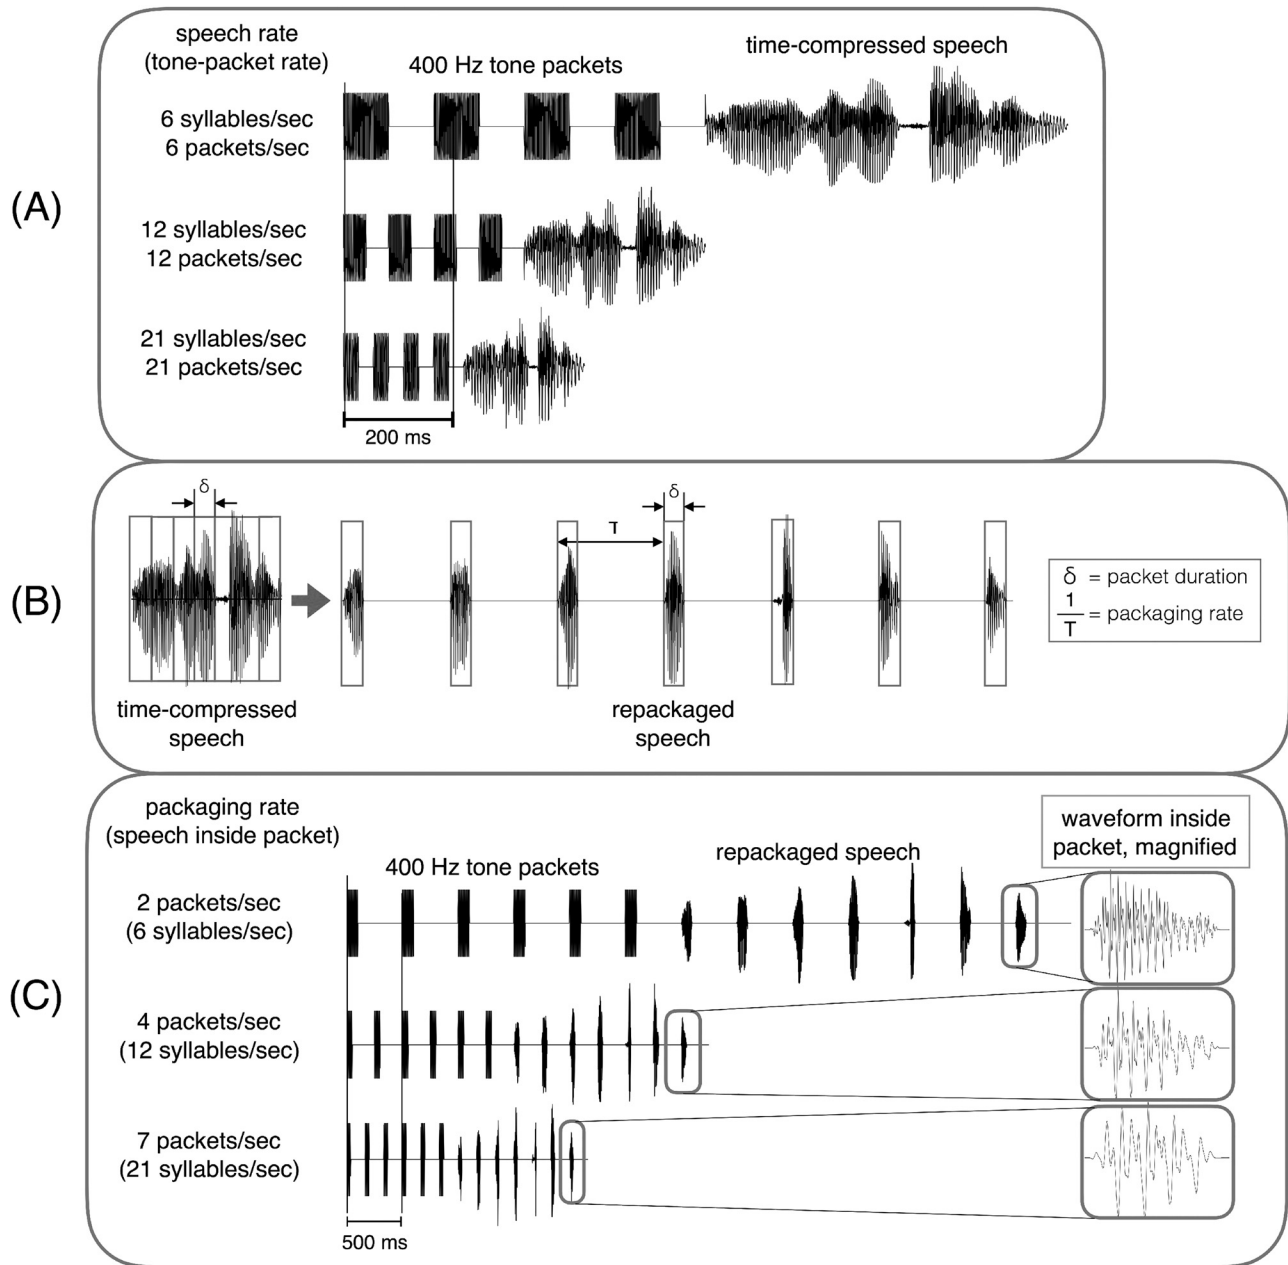 (A)
speech rate
(tone-packet rate)
400 Hz tone packets
time-compressed speech
6 syllables/sec
6 packets/sec
12 syllables/sec
12 packets/sec
21 syllables/sec
21 packets/sec
200 ms
(B)
δ
δ
T
δ = packet duration
1
T
= packaging rate
time-compressed
speech
repackaged
speech
(C)
packaging rate
(speech inside packet)
400 Hz tone packets
repackaged speech
waveform inside
packet, magnified
2 packets/sec
(6 syllables/sec)
4 packets/sec
(12 syllables/sec)
7 packets/sec
(21 syllables/sec)
500 ms